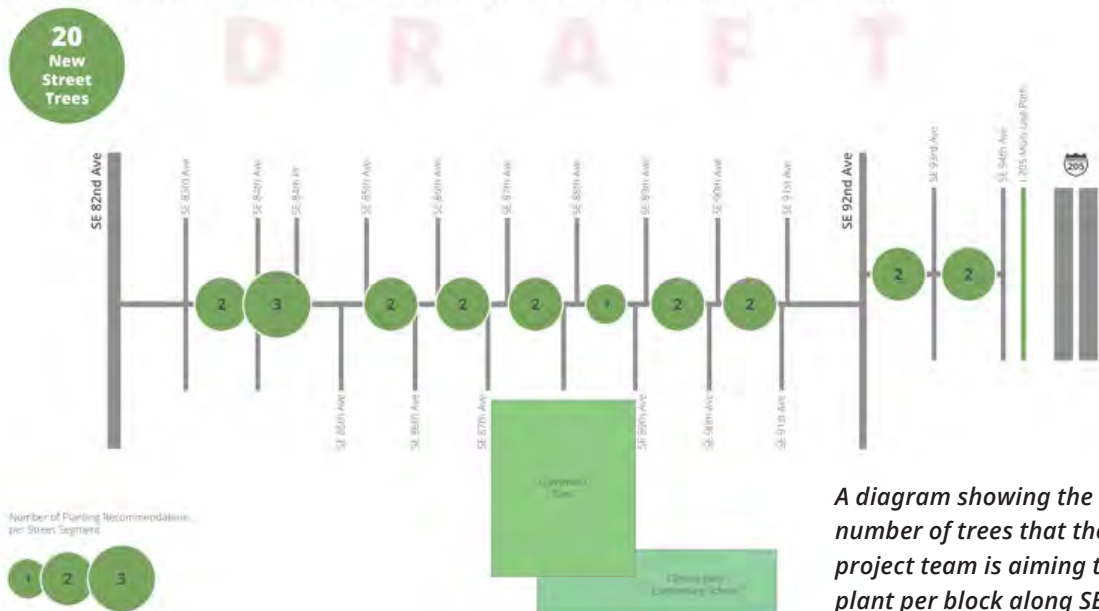 D R A F T
20
New
Street
Trees
SE 82nd Ave
SE 83rd Ave
SE 84th Ave
SE 84th Pl
SE 85th Ave
SE 86th Ave
SE 87th Ave
SE 88th Ave
SE 89th Ave
SE 90th Ave
SE 91st Ave
SE 92nd Ave
SE 93rd Ave
SE 94th Ave
I-205 Multi-Use Path
205
2
3
2
2
2
1
2
2
2
2
SE 85th Ave
SE 86th Ave
SE 87th Ave
SE 89th Ave
SE 90th Ave
SE 91st Ave
Elementary School
Number of Planting Recommendations
per Street Segment
1
2
3
A diagram showing the
number of trees that the
project team is aiming
plant per block along SE